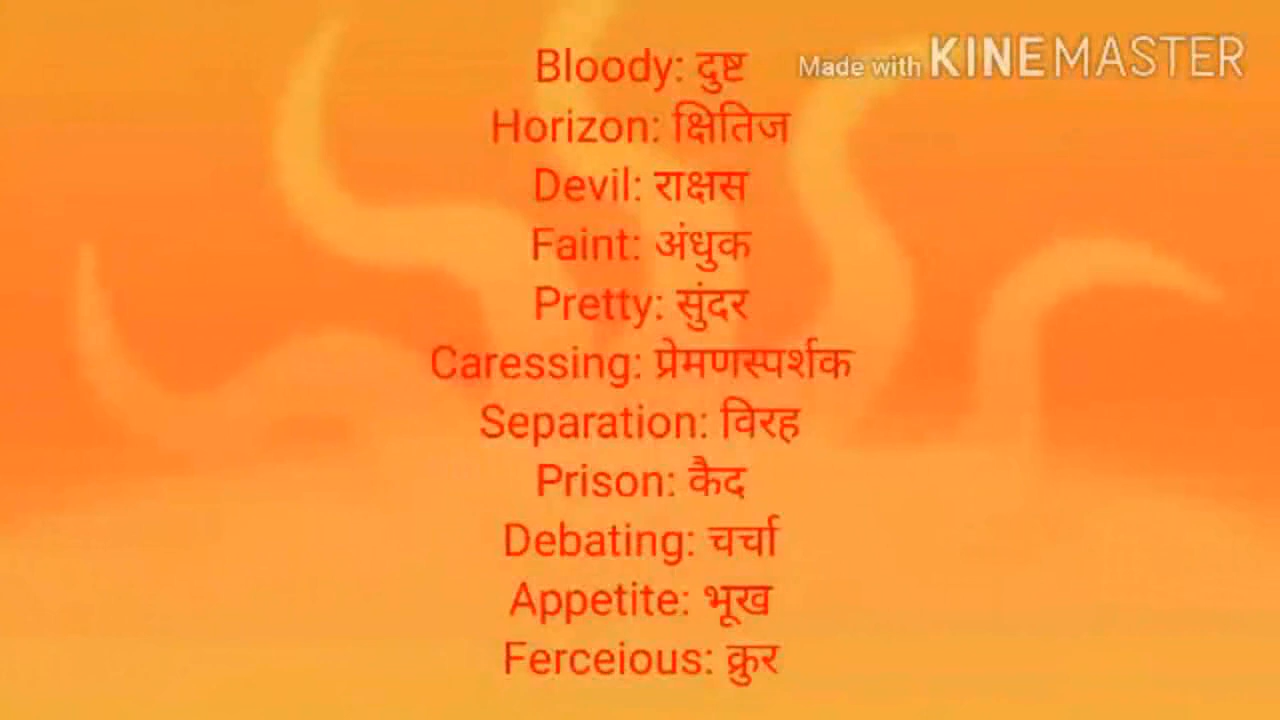 Made with KINEMASTER
Bloody: दुष्ट
Horizon: क्षितिज
Devil: राक्षस
Faint: अंधुक
Pretty: सुंदर
Caressing: प्रेमणस्पर्शक
Separation: विरह
Prison: कैद
Debating: चर्चा
Appetite: भूख
Ferceious: क्रुर